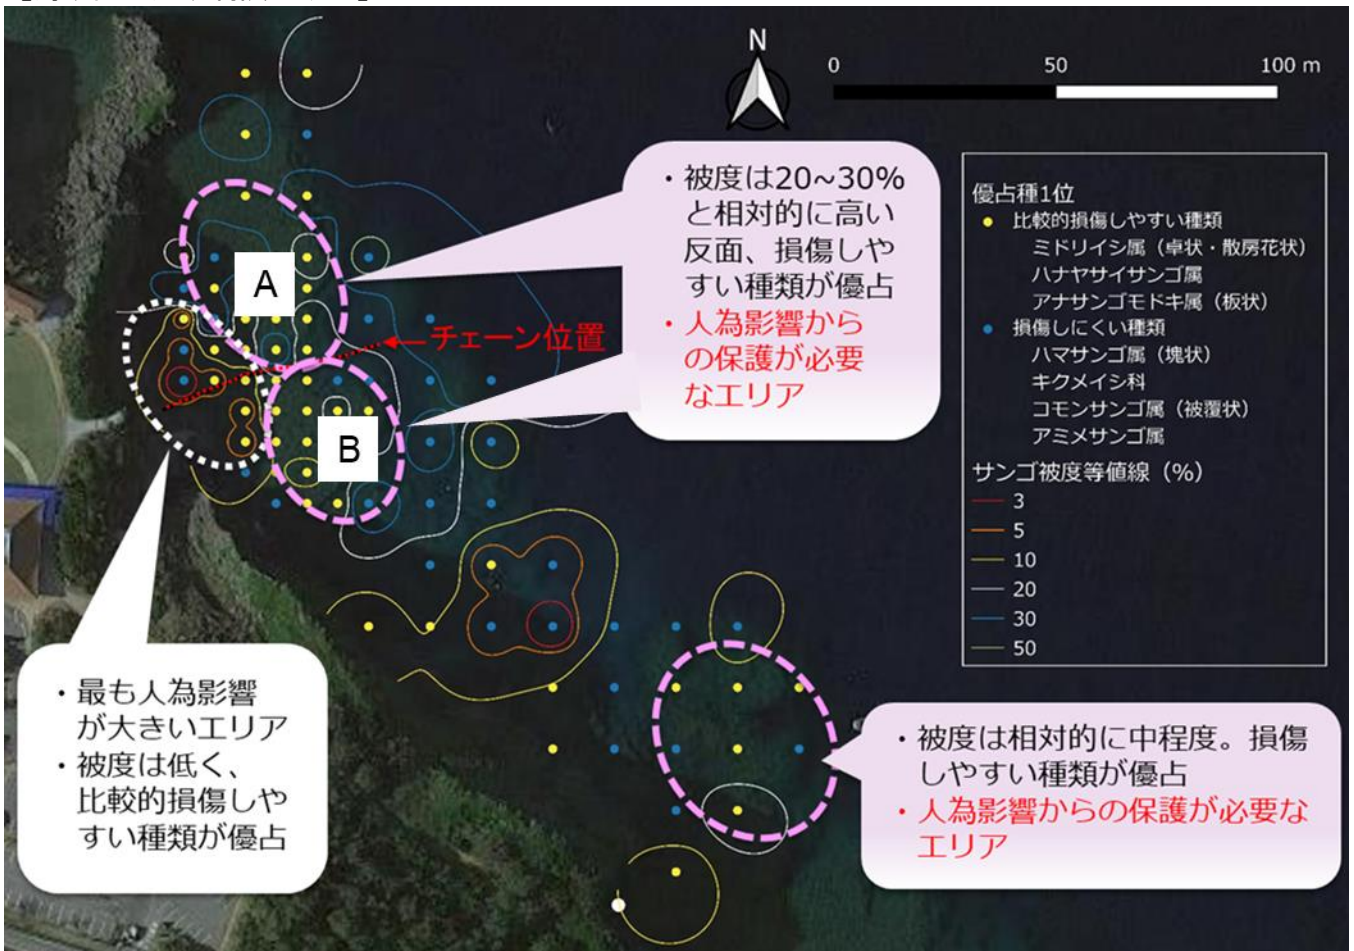 N
0 50 100 m
・被度は20~30%
と相対的に高い
反面、損傷しや
すい種類が優占
・人為影響から
の保護が必要
なエリア
優占種1位
比較的損傷しやすい種類
ミドリイシ属（卓状・散房花状）
ハナヤサイサンゴ属
アナサンゴモドキ属（板状）
損傷しにくい種類
ハマサンゴ属（塊状）
キクメイシ科
コモンサンゴ属（被覆状）
アミメサンゴ属
サンゴ被度等値線（%）
3
5
10
20
30
50
A
チェーン位置
B
・最も人為影響
が大きいエリア
・被度は低く、
比較的損傷しや
すい種類が優占
・被度は相対的に中程度。損傷
しやすい種類が優占
・人為影響からの保護が必要な
エリア